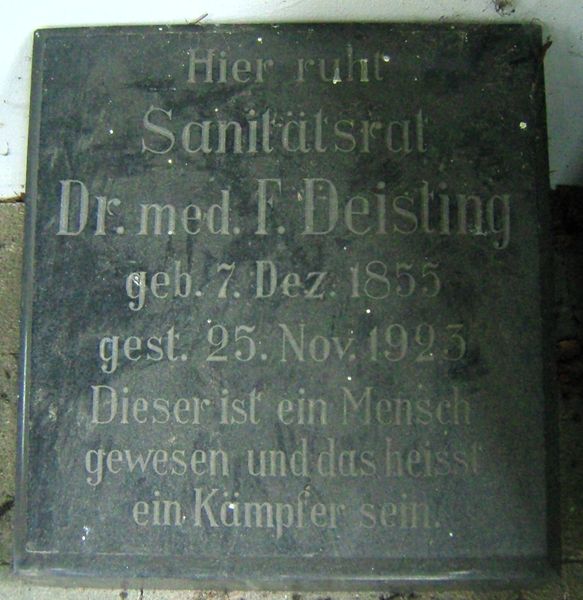 Hier ruht
Sanitätsrat
Dr. med. F. Deisting
geb. 7. Dez. 1855
gest. 25. Nov. 1923
Dieser ist ein Mensch
gewesen und das heisst
ein Kämpfer sein.